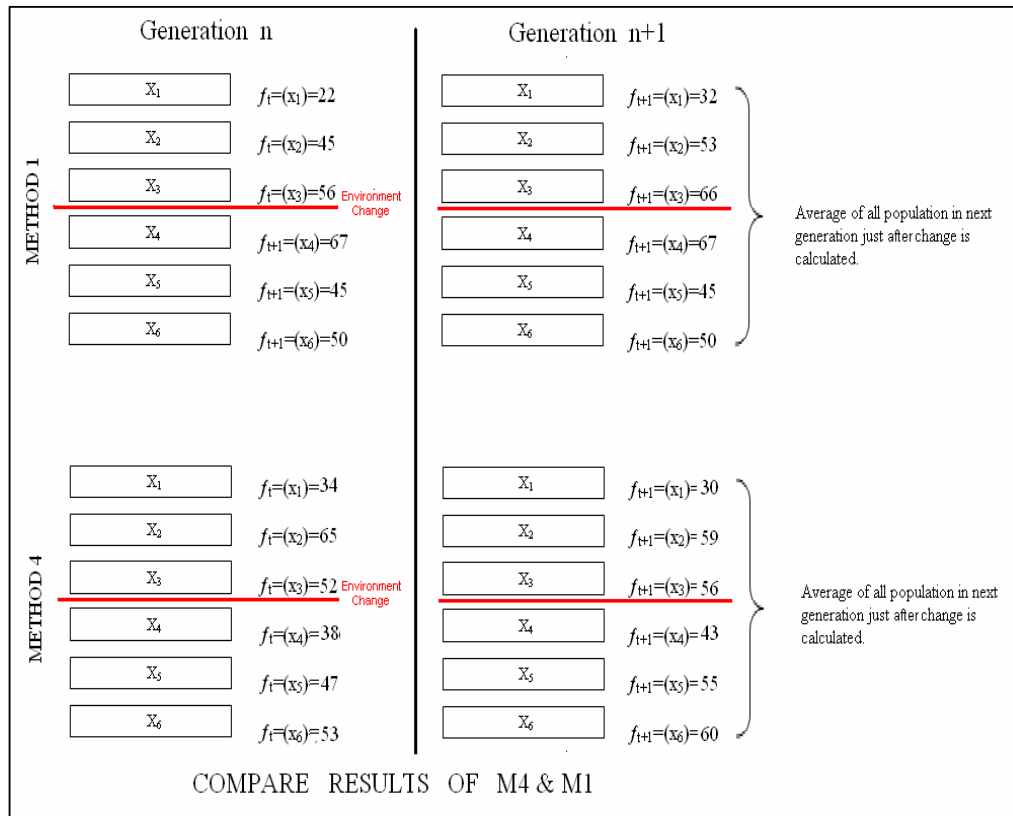 Generation n
Generation n+1
METHOD 1
X1 ft=(x1)=22
X2 ft=(x2)=45
X3 ft=(x3)=56
Environment
Change
X4 ft+1=(x4)=67
X5 ft+1=(x5)=45
X6 ft+1=(x6)=50
X1 ft+1=(x1)=32
X2 ft+1=(x2)=53
X3 ft+1=(x3)=66
X4 ft+1=(x4)=67
X5 ft+1=(x5)=45
X6 ft+1=(x6)=50
Average of all population in next
generation just after change is
calculated.
METHOD 4
X1 ft=(x1)=34
X2 ft=(x2)=65
X3 ft=(x3)=52
Environment
Change
X4 ft=(x4)=38
X5 ft=(x5)=47
X6 ft=(x6)=53
X1 ft+1=(x1)=30
X2 ft+1=(x2)=59
X3 ft+1=(x3)=56
X4 ft+1=(x4)=43
X5 ft+1=(x5)=55
X6 ft+1=(x6)=60
Average of all population in next
generation just after change is
calculated.
COMPARE RESULTS OF M4 & M1